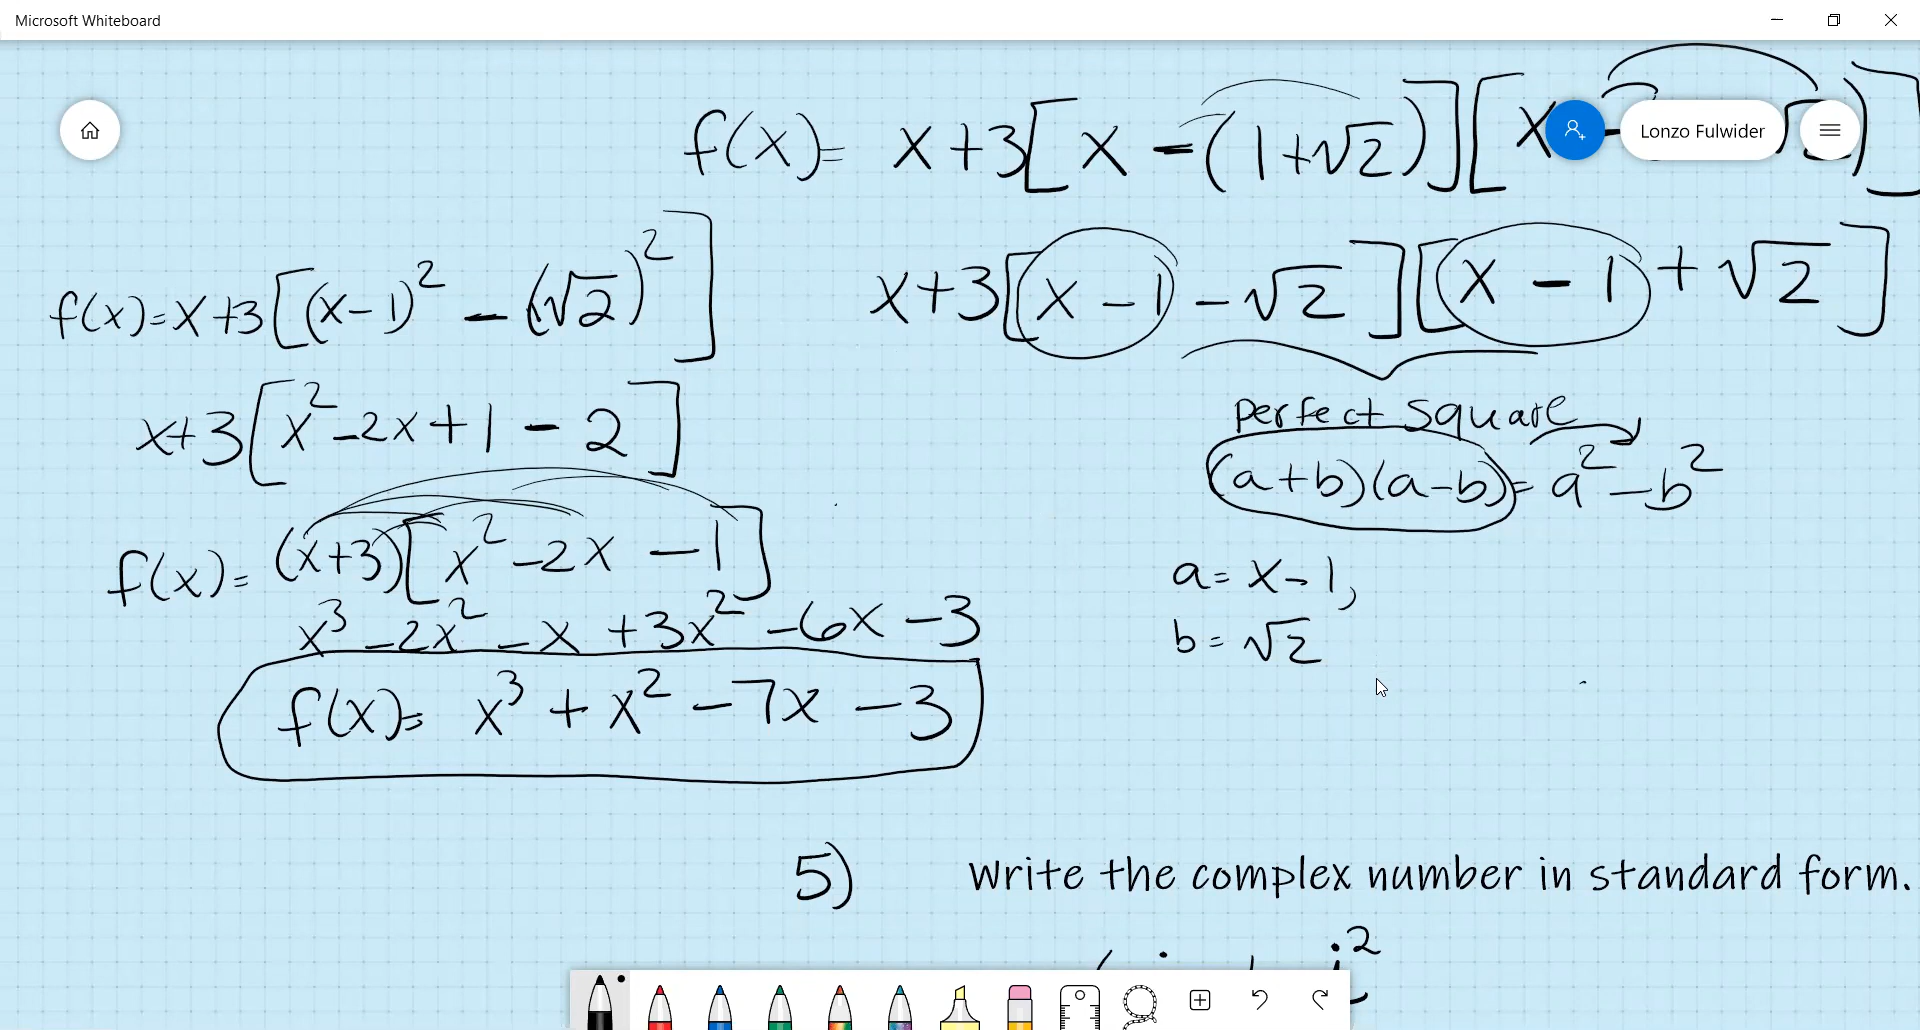 Microsoft Whiteboard
f(x)= x+3[x-(1+√2)][x-
Lonzo Fulwider
f(x)=x+3[(x-1)² - (√2)²]
x+3[x-1-√2][x-1+√2]
x+3[x²-2x+1-2]
perfect square
(a+b)(a-b)= a²-b²
f(x)= (x+3)[x²-2x-1]
a= x-1,
x³-2x²-x+3x²-6x-3
b= √2
f(x)= x³+x²-7x-3
5) Write the complex number in standard form.
i²